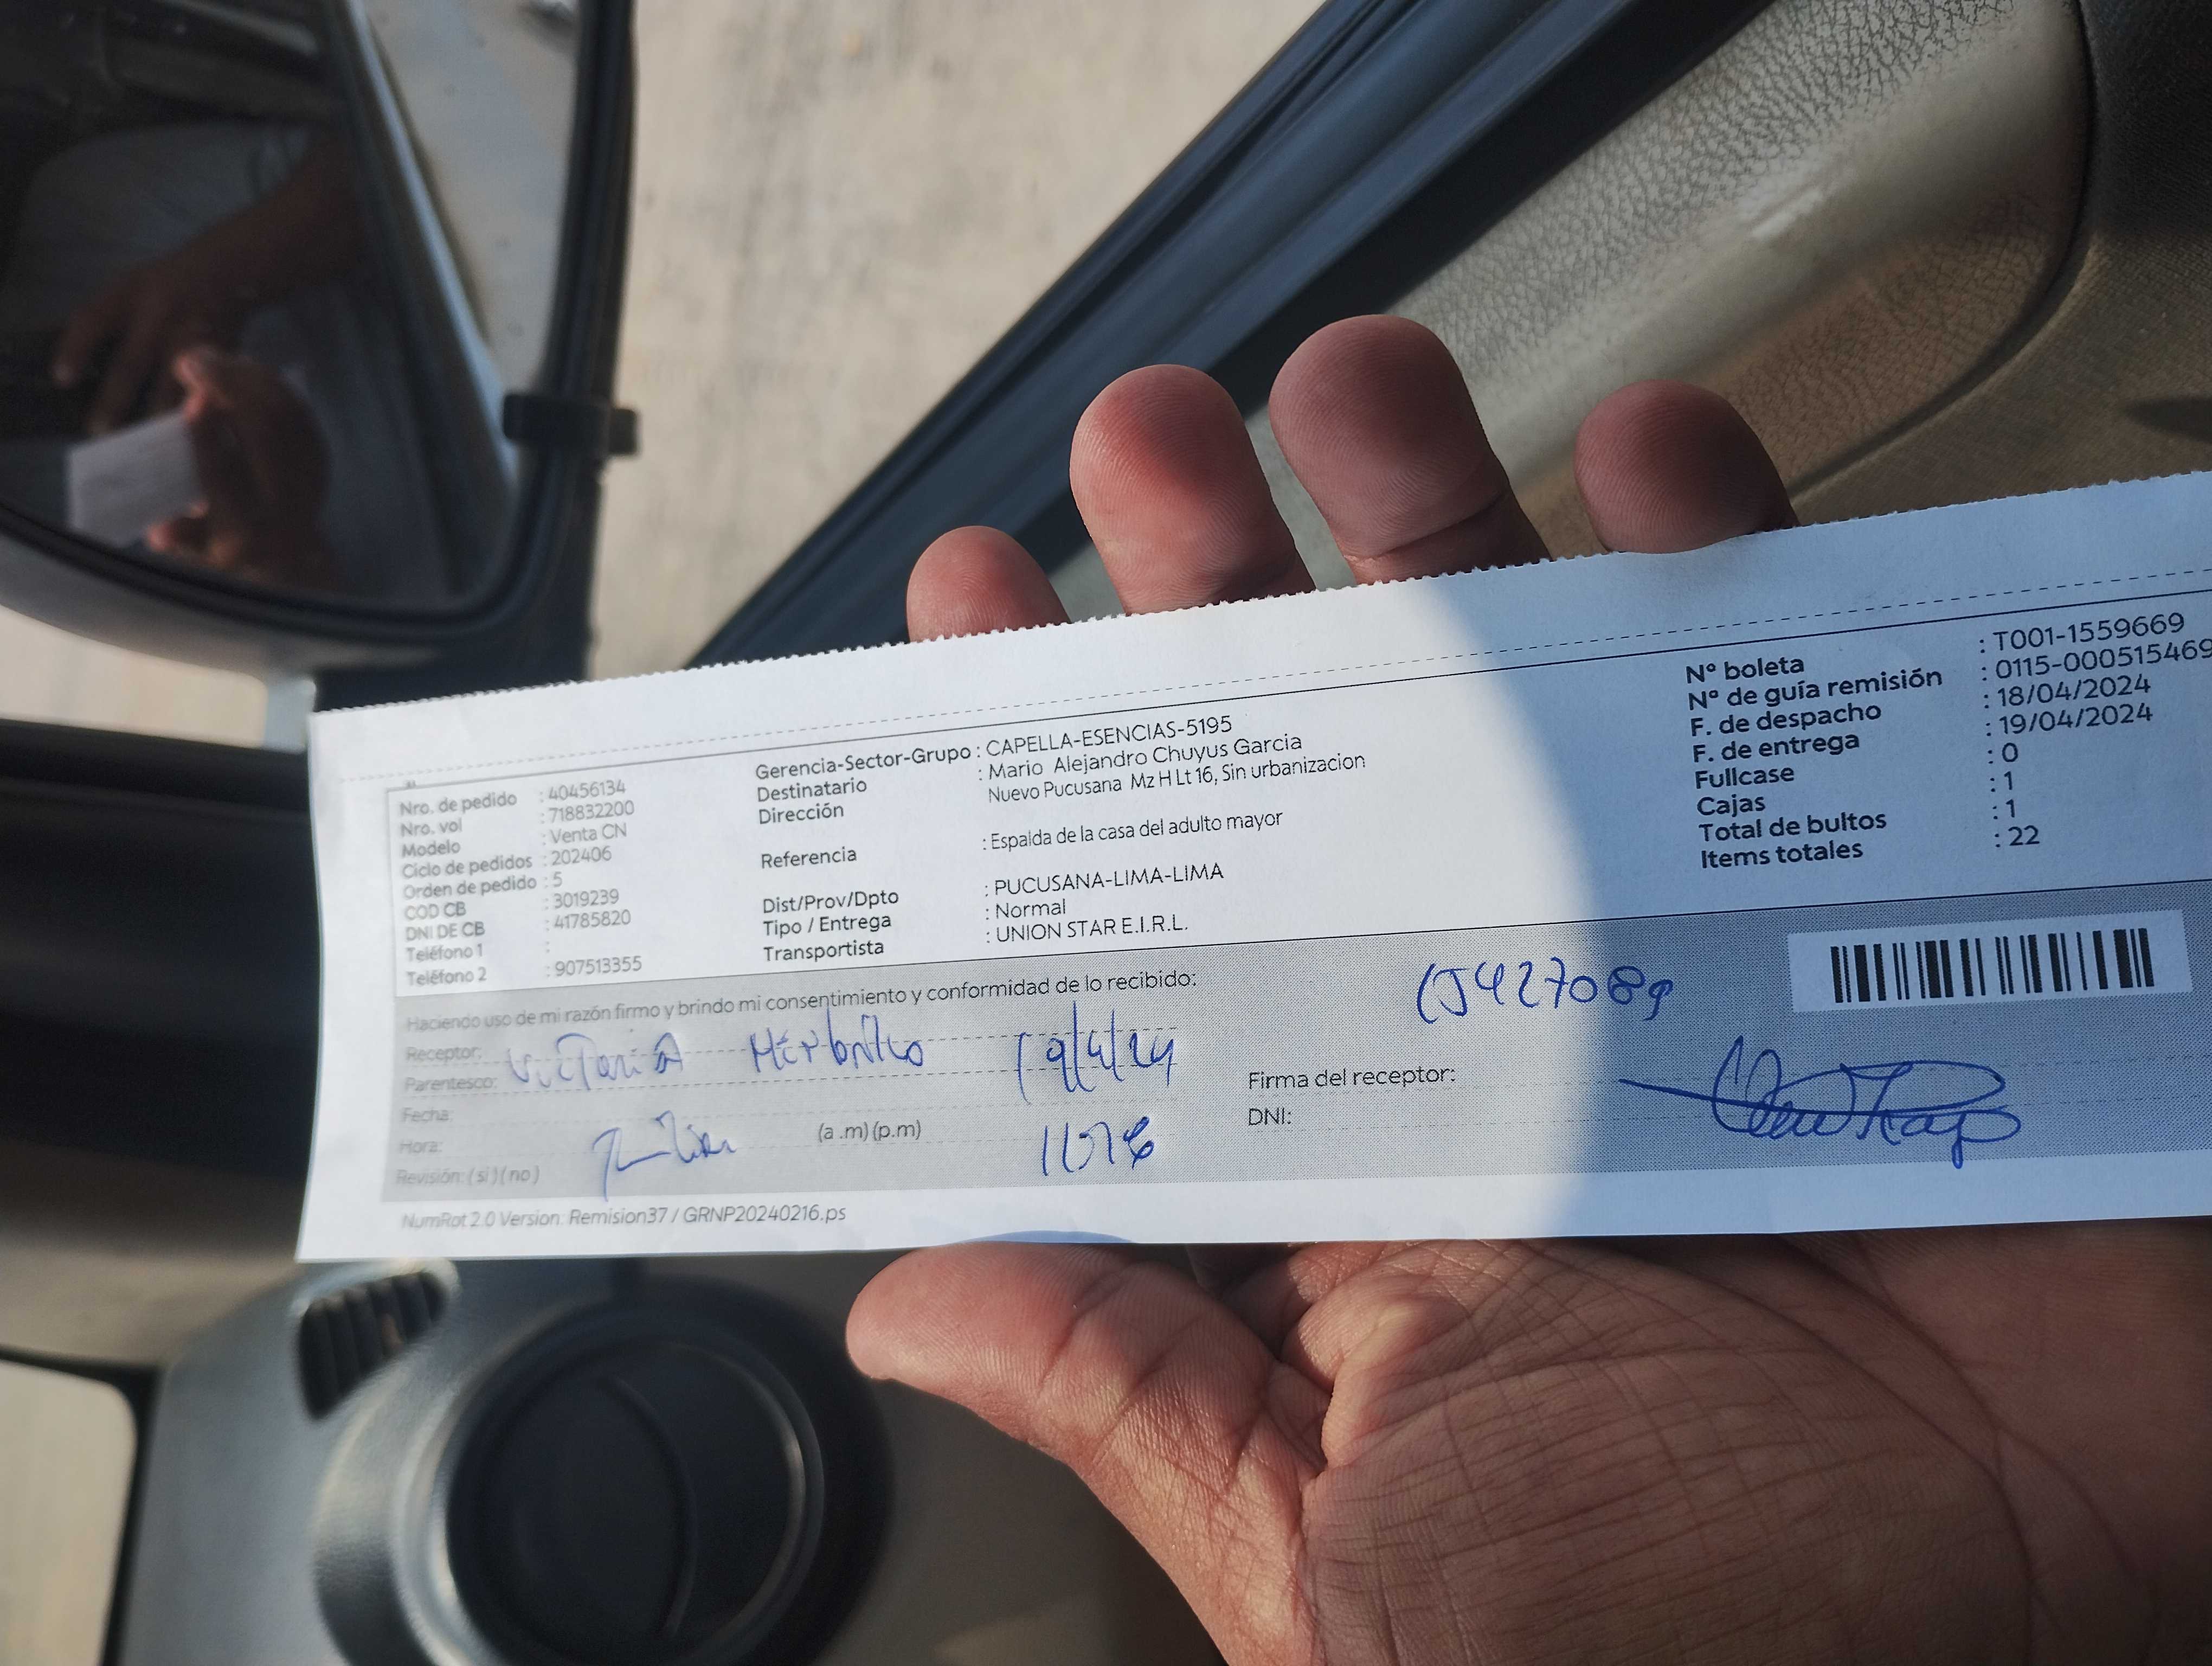 Nro. de pedido : 40456134
Nro. vol : 718832200
Modelo : Venta CN
Ciclo de pedidos : 202406
Orden de pedido : 5
COD CB : 3019239
DNI DE CB : 41785820
Teléfono 1 :
Teléfono 2 : 907513355
Gerencia-Sector-Grupo : CAPELLA-ESENCIAS-5195
Destinatario : Mario Alejandro Chuyus Garcia
Dirección Nuevo Pucusana Mz H Lt 16, Sin urbanizacion
Referencia : Espalda de la casa del adulto mayor
Dist/Prov/Dpto : PUCUSANA-LIMA-LIMA
Tipo / Entrega : Normal
Transportista : UNION STAR E.I.R.L.
N° boleta : T001-1559669
N° de guía remisión : 0115-000515469
F. de despacho : 18/04/2024
F. de entrega : 19/04/2024
Fullcase : 0
Cajas : 1
Total de bultos : 1
Items totales : 22
Haciendo uso de mi razón firmo y brindo mi consentimiento y conformidad de lo recibido:
Receptor:
Parentesco: 19/4/24
Fecha:
Hora: (a .m) (p.m)
Revisión: ( si ) ( no )
Firma del receptor:
DNI:
NumRot 2.0 Version: Remision37 / GRNP20240216.ps